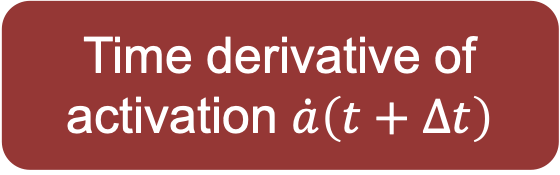 Time derivative of
activation ȧ(t + Δt)